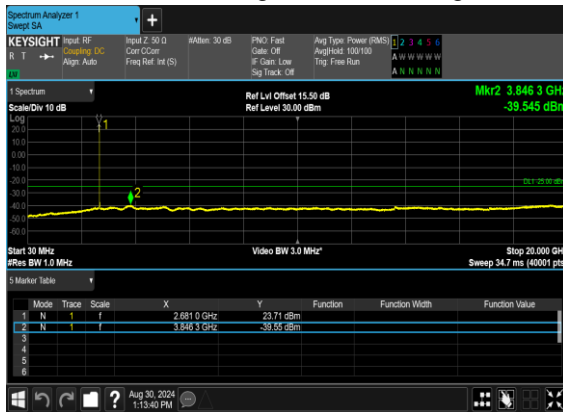 Spectrum Analyzer 1
Swept SA
KEYSIGHT
R T
Input: RF
Coupling: DC
Align: Auto
Input Z: 50 Ω
Corr CCorr
Freq Ref: Int (S)
#Atten: 30 dB
PNO: Fast
Gate: Off
IF Gain: Low
Sig Track: Off
Avg Type: Power (RMS)
Avg|Hold: 100/100
Trig: Free Run
1 2 3 4 5 6
A W W W W W
A N N N N N
1 Spectrum
Scale/Div 10 dB
Ref Lvl Offset 15.50 dB
Ref Level 30.00 dBm
Mkr2 3.846 3 GHz
-39.545 dBm
Log
20.0
10.0
0.00
-10.0
-20.0
-30.0
-40.0
-50.0
-60.0
1
2
DL1 -25.00 dBm
Start 30 MHz
#Res BW 1.0 MHz
Video BW 3.0 MHz*
Stop 20.000 GH
Sweep 34.7 ms (40001 pts
5 Marker Table
Mode Trace Scale X Y Function Function Width Function Value
1 N 1 f 2.681 0 GHz 23.71 dBm
2 N 1 f 3.846 3 GHz -39.55 dBm
3
4
5
6
Aug 30, 2024
1:13:40 PM